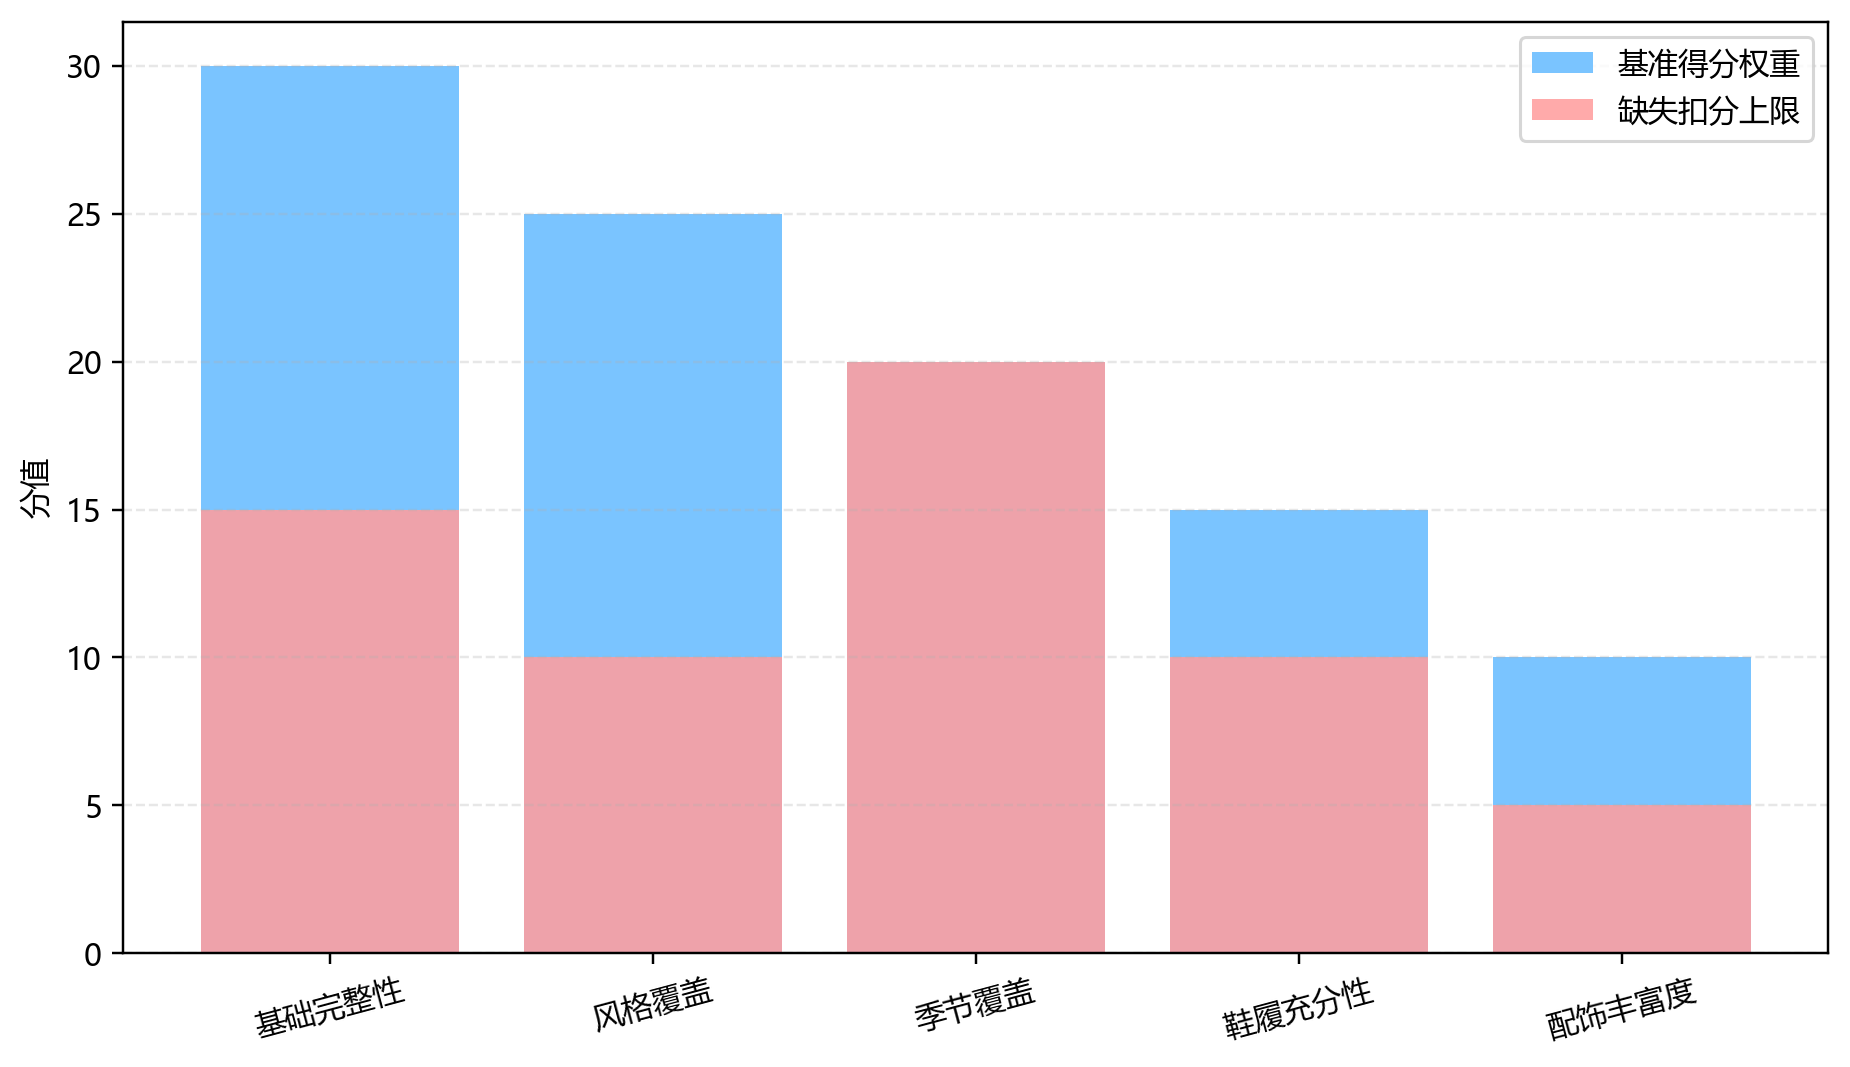 基准得分权重
缺失扣分上限
分值
30
25
20
15
10
5
0
基础完整性
风格覆盖
季节覆盖
鞋履充分性
配饰丰富度